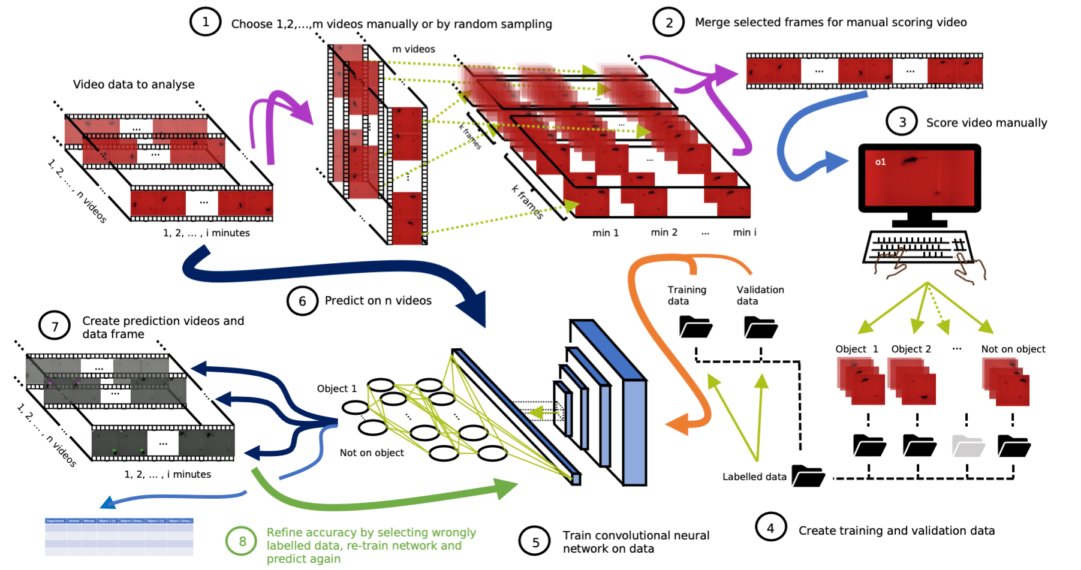 1
Choose 1,2,...,m videos manually or by random sampling
2
Merge selected frames for manual scoring video
m videos
Video data to analyse
...
...
...
...
1, 2, ... , n videos
1, 2, ... , i minutes
k frames
k frames
min 1
min 2
...
min i
3
Score video manually
o1
6
Predict on n videos
Training
data
Validation
data
7
Create prediction videos and
data frame
Object 1
Object 2
...
Not on object
Object 1
...
...
Not on object
1, 2, ... , n videos
1, 2, ... , i minutes
Labelled data
8
Refine accuracy by selecting wrongly
labelled data, re-train network and
predict again
5
Train convolutional neural
network on data
4
Create training and validation data